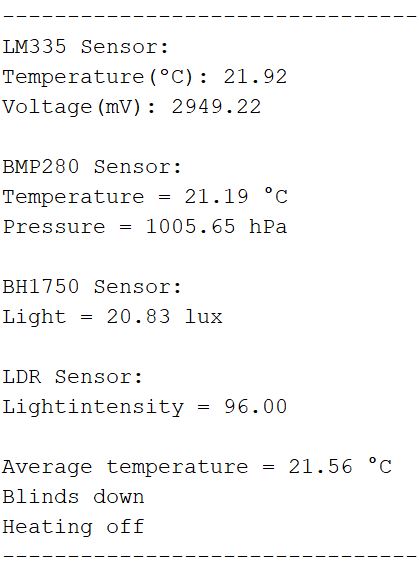 --------------------------------
LM335 Sensor:
Temperature(°C): 21.92
Voltage(mV): 2949.22
BMP280 Sensor:
Temperature = 21.19 °C
Pressure = 1005.65 hPa
BH1750 Sensor:
Light = 20.83 lux
LDR Sensor:
Lightintensity = 96.00
Average temperature = 21.56 °C
Blinds down
Heating off
--------------------------------